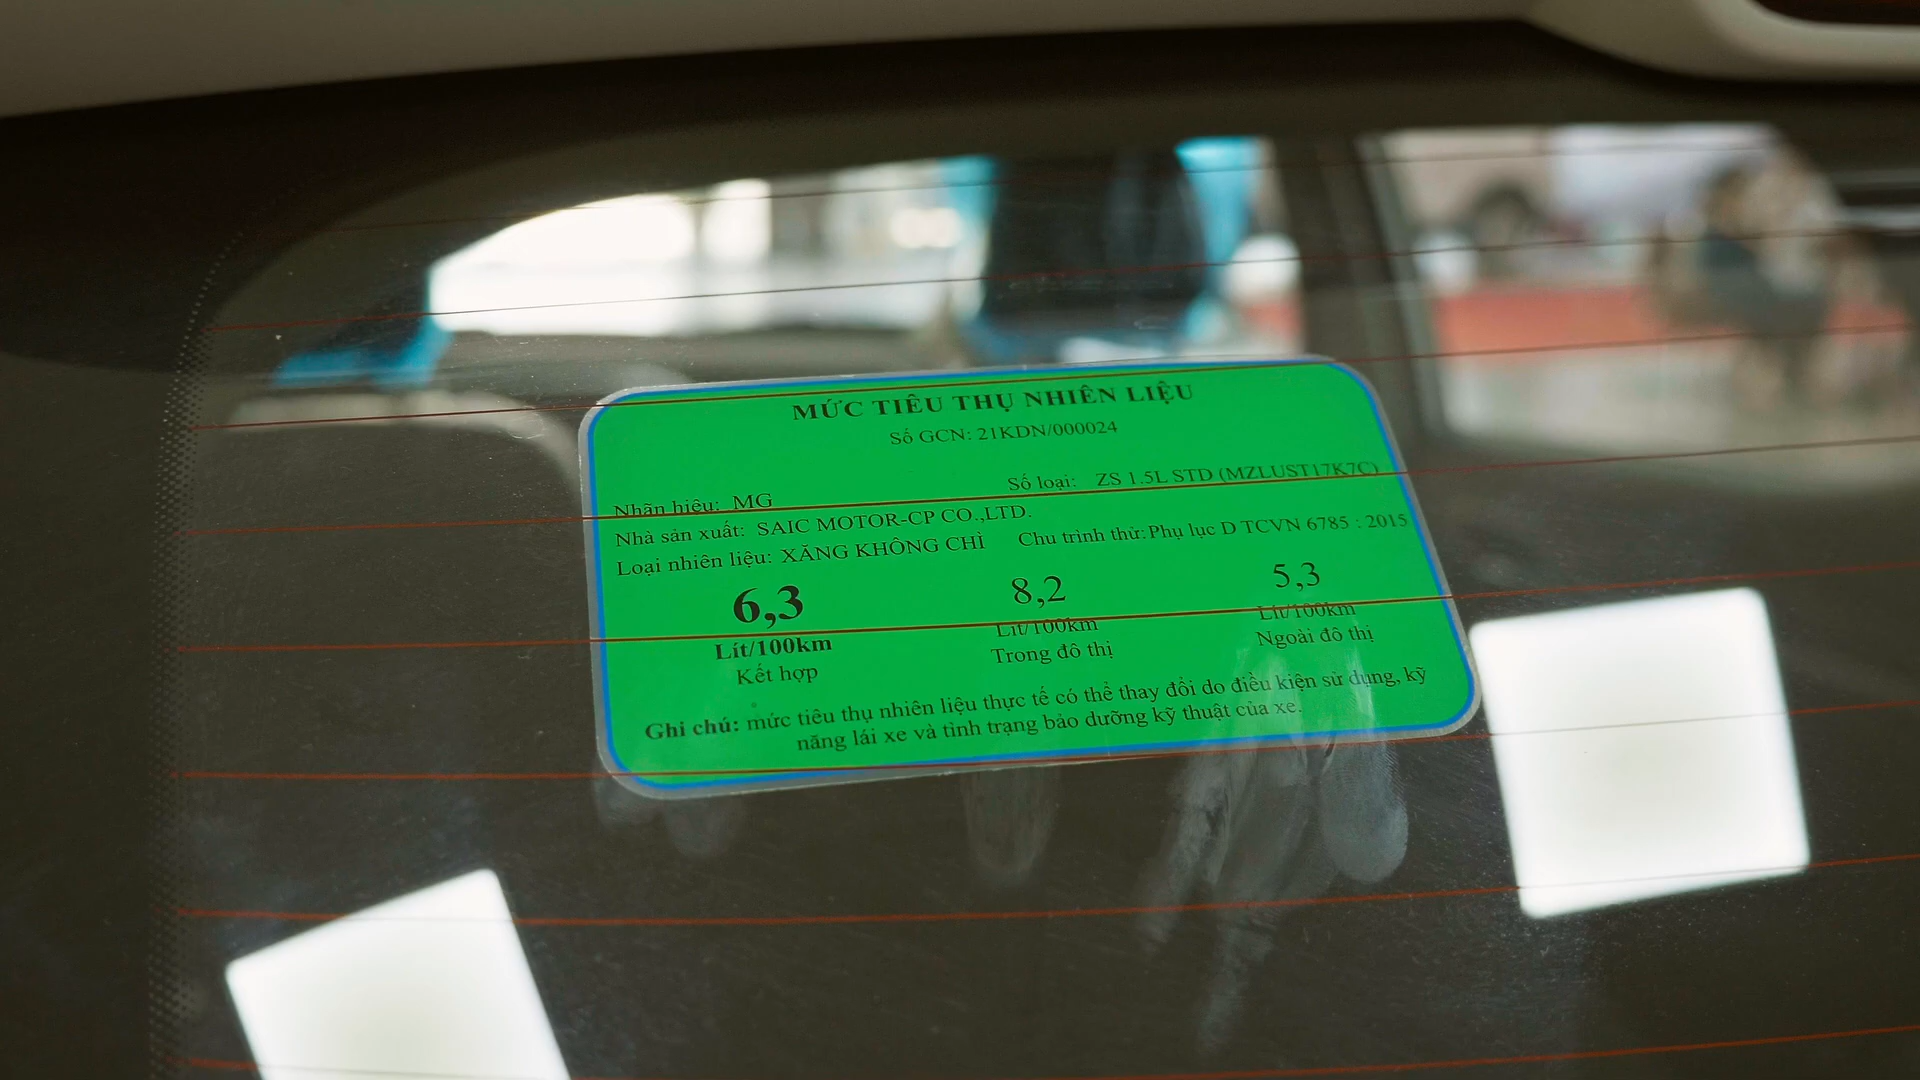 MỨC TIÊU THỤ NHIÊN LIỆU
Số GCN: 21KDN/000024
Nhãn hiệu: MG Số loại: ZS 1.5L STD (MZLUST17K7C)
Nhà sản xuất: SAIC MOTOR-CP CO.,LTD.
Loại nhiên liệu: XĂNG KHÔNG CHÌ Chu trình thử: Phụ lục D TCVN 6785 : 2015
6,3 8,2 5,3
Lít/100km Lít/100km Lít/100km
Kết hợp Trong đô thị Ngoài đô thị
Ghi chú: mức tiêu thụ nhiên liệu thực tế có thể thay đổi do điều kiện sử dụng, kỹ
năng lái xe và tình trạng bảo dưỡng kỹ thuật của xe.